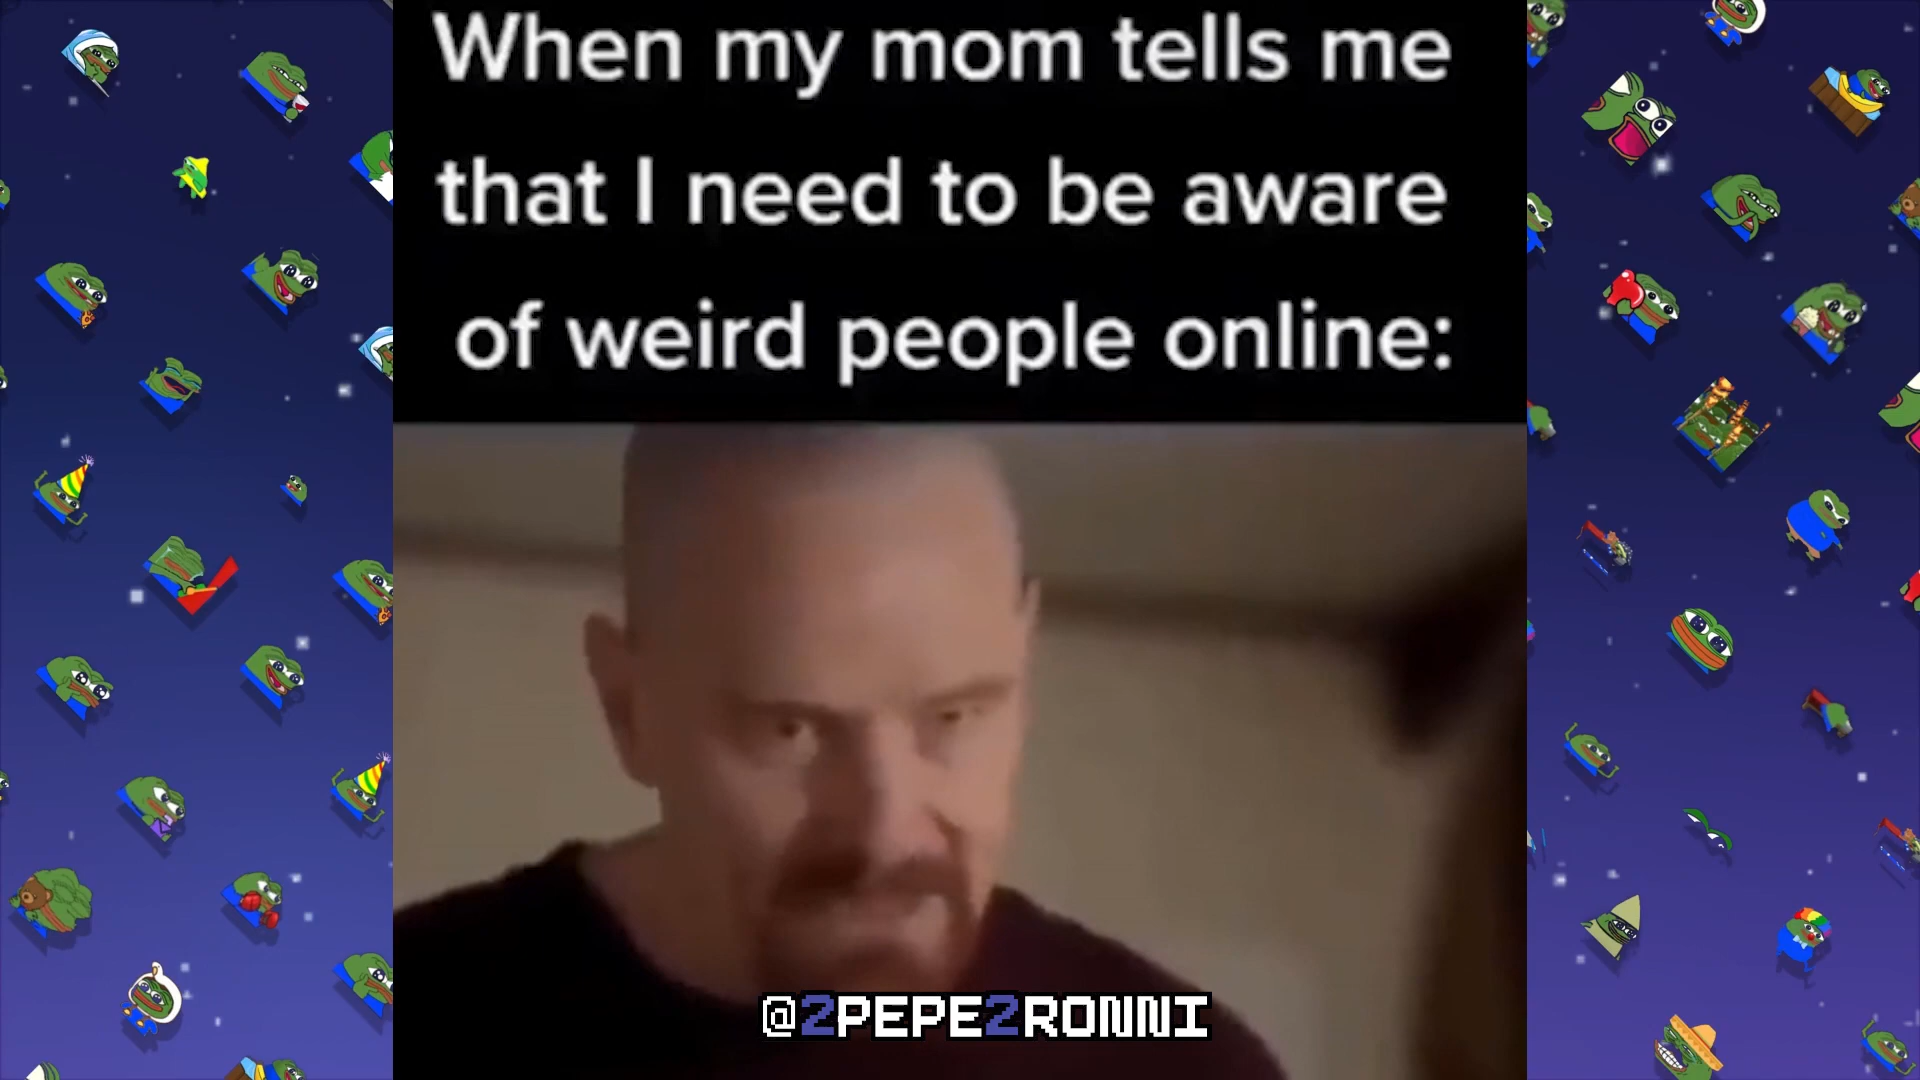 When my mom tells me
that I need to be aware
of weird people online:
@2PEPE2RONNI